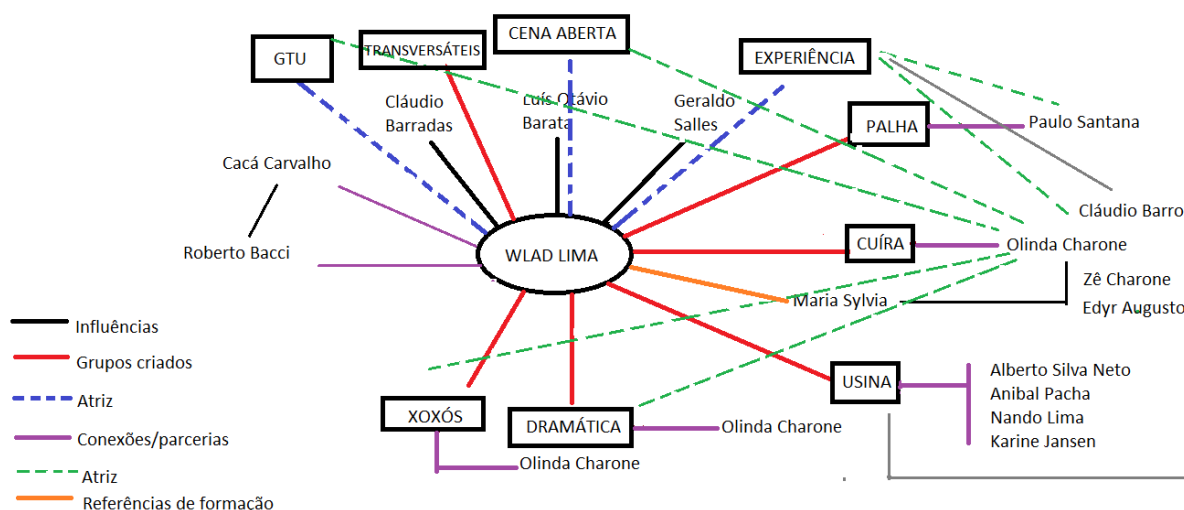 GTU
TRANSVERSÁTEIS
CENA ABERTA
EXPERIÊNCIA
Cláudio
Barradas
Luís Otávio
Barata
Geraldo
Salles
PALHA
Paulo Santana
Cacá Carvalho
Roberto Bacci
WLAD LIMA
Cláudio Barro
CUÍRA
Olinda Charone
Zê Charone
Edyr Augusto
Maria Sylvia
Influências
Grupos criados
Atriz
Conexões/parcerias
Atriz
Referências de formacão
XOXÓS
Olinda Charone
DRAMÁTICA
Olinda Charone
USINA
Alberto Silva Neto
Anibal Pacha
Nando Lima
Karine Jansen